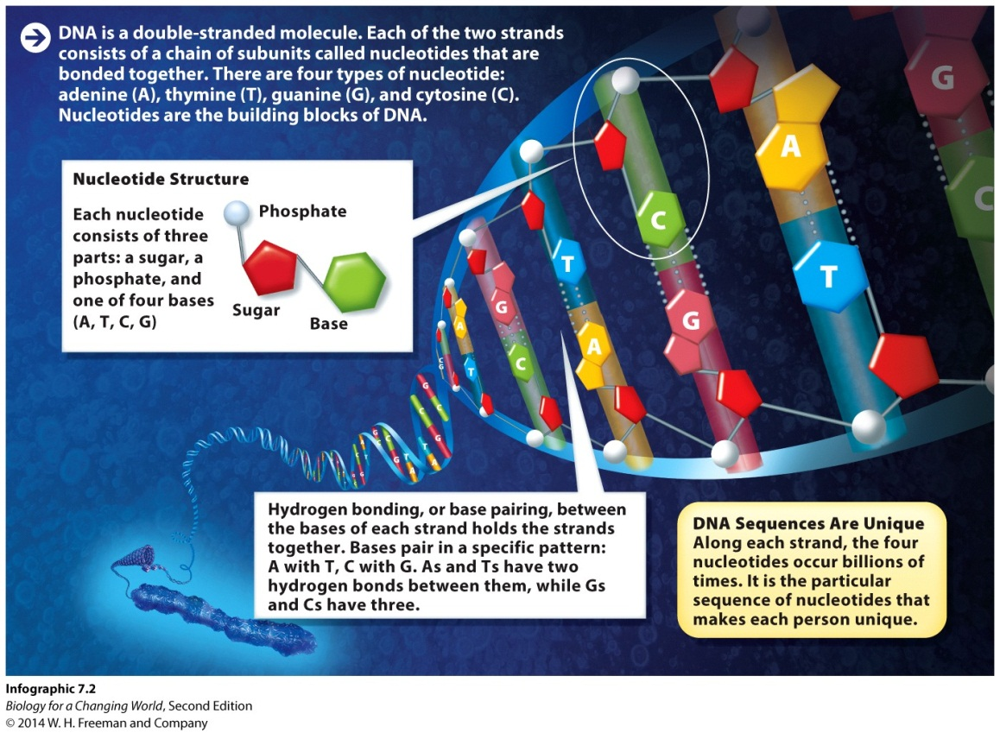 DNA is a double-stranded molecule. Each of the two strands
consists of a chain of subunits called nucleotides that are
bonded together. There are four types of nucleotide:
adenine (A), thymine (T), guanine (G), and cytosine (C).
Nucleotides are the building blocks of DNA.
Nucleotide Structure
Each nucleotide
consists of three
parts: a sugar, a
phosphate, and
one of four bases
(A, T, C, G)
Phosphate
Sugar
Base
G
C
A
T
C
G
T
A
G
C
A
T
C
G
G
C
C
G
T
A
Hydrogen bonding, or base pairing, between
the bases of each strand holds the strands
together. Bases pair in a specific pattern:
A with T, C with G. As and Ts have two
hydrogen bonds between them, while Gs
and Cs have three.
DNA Sequences Are Unique
Along each strand, the four
nucleotides occur billions of
times. It is the particular
sequence of nucleotides that
makes each person unique.
Infographic 7.2
Biology for a Changing World, Second Edition
© 2014 W. H. Freeman and Company